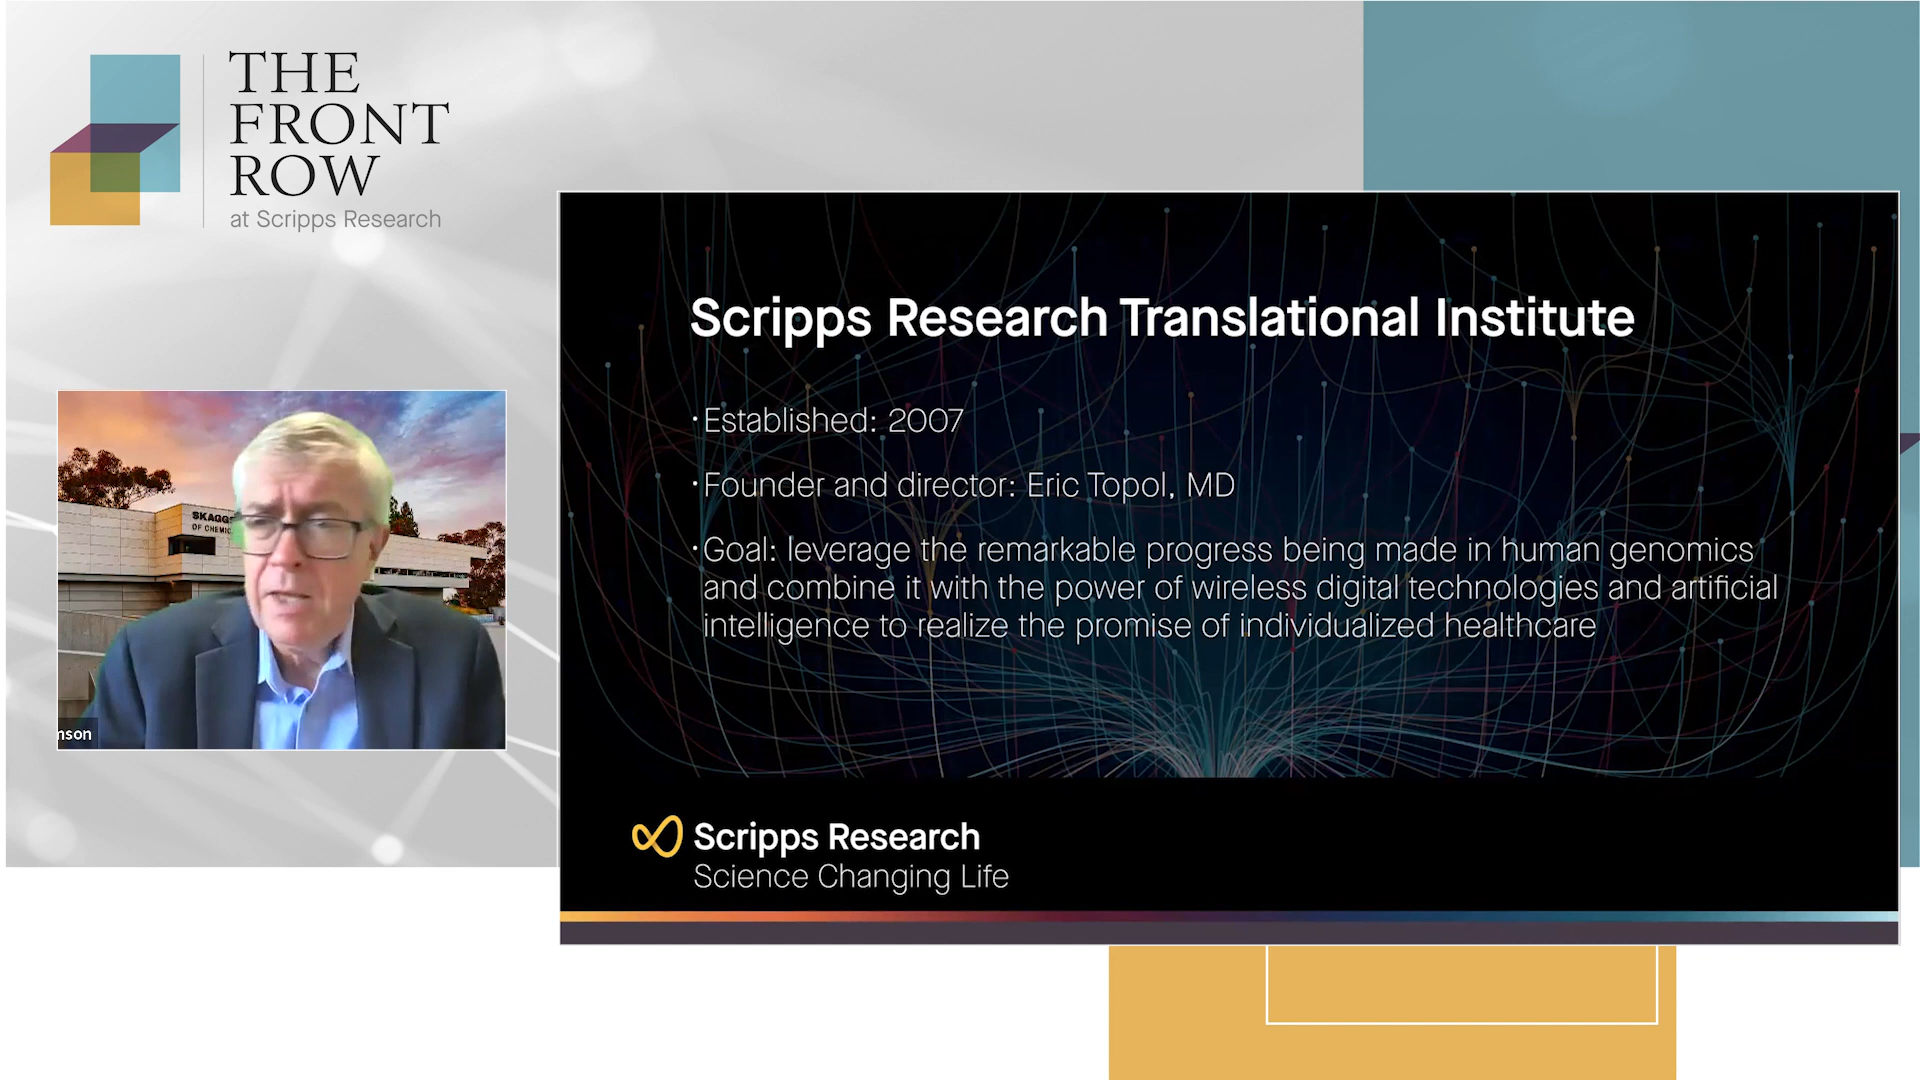 THE
FRONT
ROW
at Scripps Research
SKAGGS
OF CHEMIC
nson
Scripps Research Translational Institute
·Established: 2007
·Founder and director: Eric Topol, MD
·Goal: leverage the remarkable progress being made in human genomics
and combine it with the power of wireless digital technologies and artificial
intelligence to realize the promise of individualized healthcare
Scripps Research
Science Changing Life